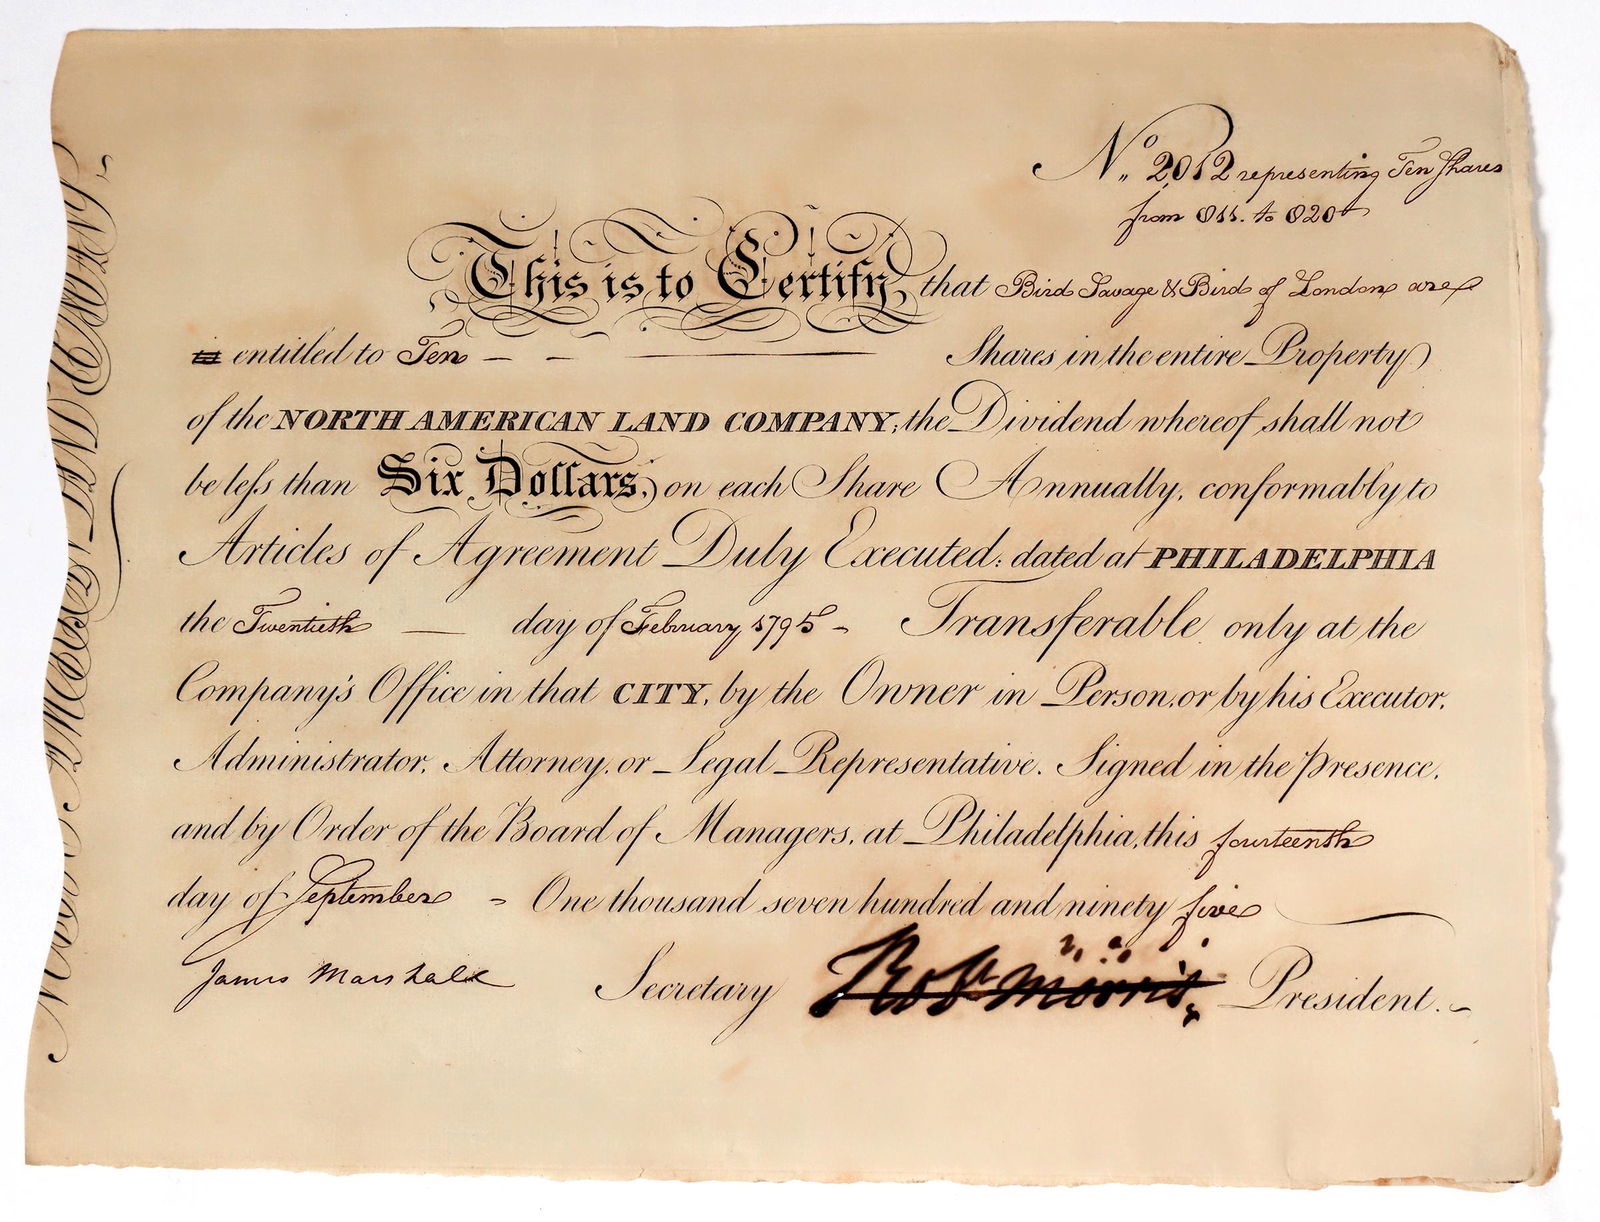 No. 2012 representing Ten Shares
from 811. to 820
This is to Certify, that Bird Savage & Bird of London are
is entitled to Ten — — — Shares in the entire Property
of the NORTH AMERICAN LAND COMPANY; the Dividend whereof shall not
be leſs than Six Dollars, on each Share Annually, conformably to
Articles of Agreement Duly Executed: dated at PHILADELPHIA
the Twentieth — day of February 1795 - Transferable only at the
Company's Office in that CITY, by the Owner in Person, or by his Executor,
Administrator, Attorney, or Legal Representative. Signed in the Presence,
and by Order of the Board of Managers, at Philadelphia, this fourteenth
day of September - One thousand seven hundred and ninety five
James Marshall Secretary Robt Morris President.